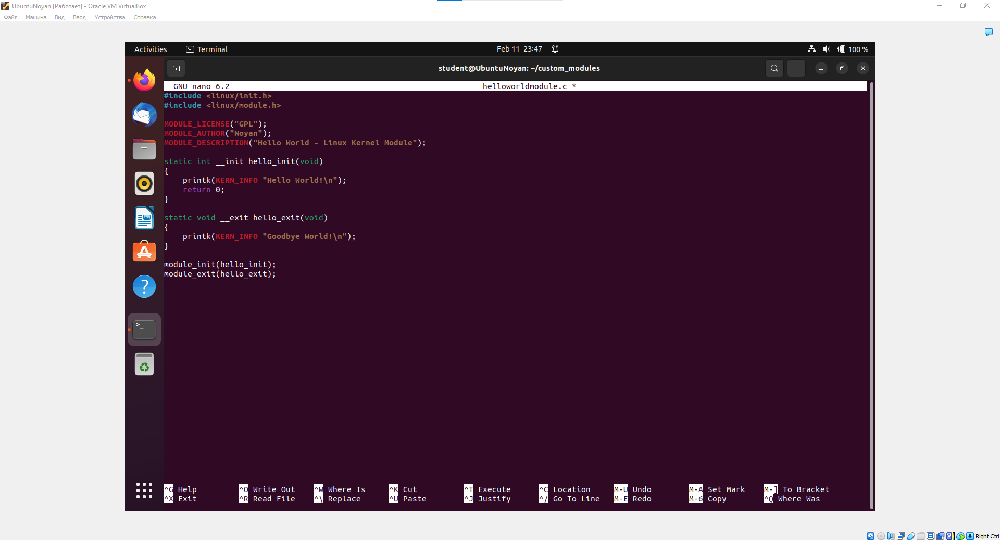 UbuntuNoyan [Работает] - Oracle VM VirtualBox
Файл Машина Вид Ввод Устройства Справка
Activities Terminal Feb 11 23:47 100 %
student@UbuntuNoyan: ~/custom_modules
GNU nano 6.2 helloworldmodule.c *
#include <linux/init.h>
#include <linux/module.h>
MODULE_LICENSE("GPL");
MODULE_AUTHOR("Noyan");
MODULE_DESCRIPTION("Hello World - Linux Kernel Module");
static int __init hello_init(void)
{
    printk(KERN_INFO "Hello World!\n");
    return 0;
}
static void __exit hello_exit(void)
{
    printk(KERN_INFO "Goodbye World!\n");
}
module_init(hello_init);
module_exit(hello_exit);
^G Help ^O Write Out ^W Where Is ^K Cut ^T Execute ^C Location M-U Undo M-A Set Mark M-] To Bracket
^X Exit ^R Read File ^\ Replace ^U Paste ^J Justify ^/ Go To Line M-E Redo M-6 Copy ^Q Where Was
Right Ctrl